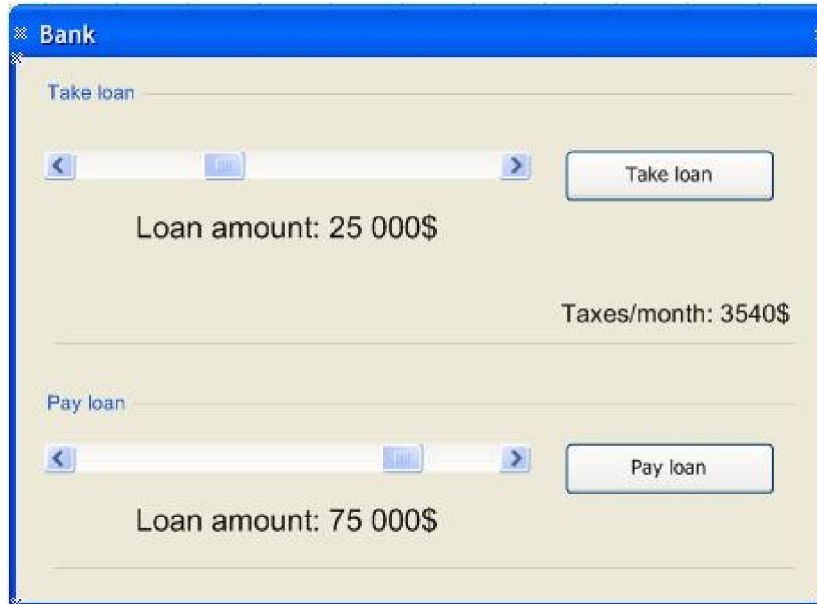 Bank
Take loan
Take loan
Loan amount: 25 000$
Taxes/month: 3540$
Pay loan
Pay loan
Loan amount: 75 000$